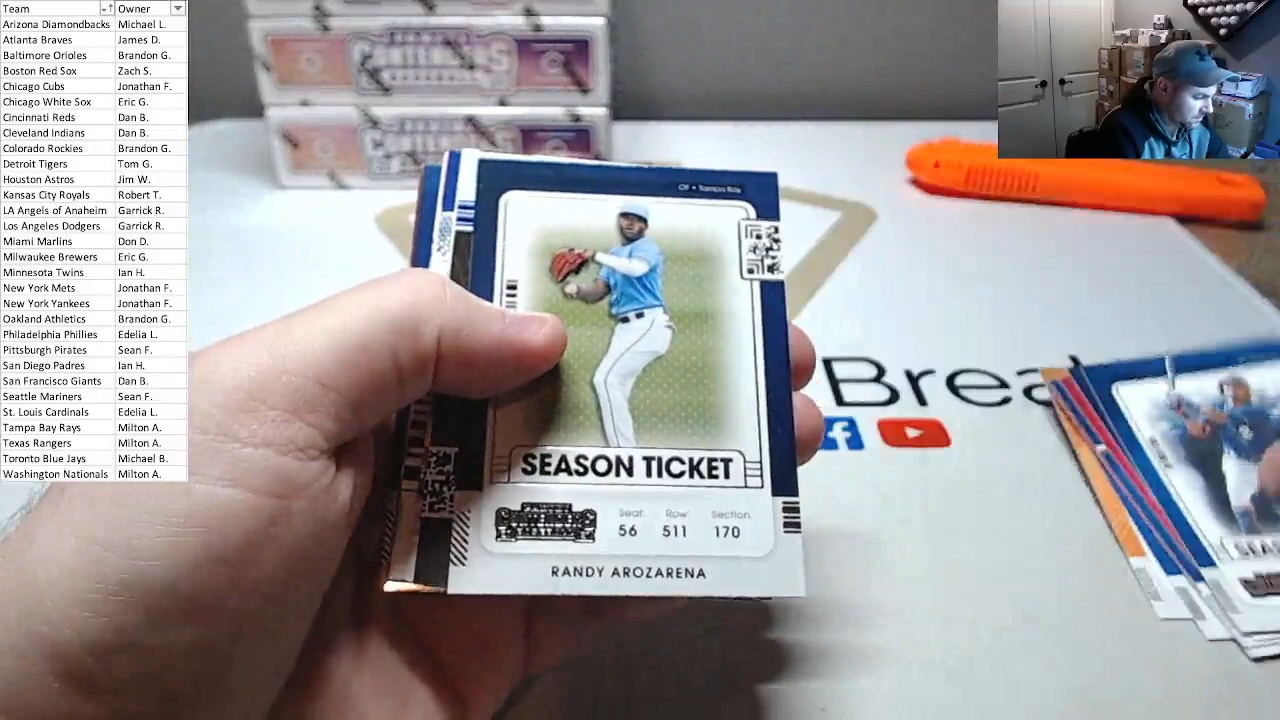 Team Owner
Arizona Diamondbacks Michael L.
Atlanta Braves James D.
Baltimore Orioles Brandon G.
Boston Red Sox Zach S.
Chicago Cubs Jonathan F.
Chicago White Sox Eric G.
Cincinnati Reds Dan B.
Cleveland Indians Dan B.
Colorado Rockies Brandon G.
Detroit Tigers Tom G.
Houston Astros Jim W.
Kansas City Royals Robert T.
LA Angels of Anaheim Garrick R.
Los Angeles Dodgers Garrick R.
Miami Marlins Don D.
Milwaukee Brewers Eric G.
Minnesota Twins Ian H.
New York Mets Jonathan F.
New York Yankees Jonathan F.
Oakland Athletics Brandon G.
Philadelphia Phillies Edelia L.
Pittsburgh Pirates Sean F.
San Diego Padres Ian H.
San Francisco Giants Dan B.
Seattle Mariners Sean F.
St. Louis Cardinals Edelia L.
Tampa Bay Rays Milton A.
Texas Rangers Milton A.
Toronto Blue Jays Michael B.
Washington Nationals Milton A.
OF • Tampa Bay
SEASON TICKET
Seat: Row: Section:
56 511 170
RANDY AROZARENA